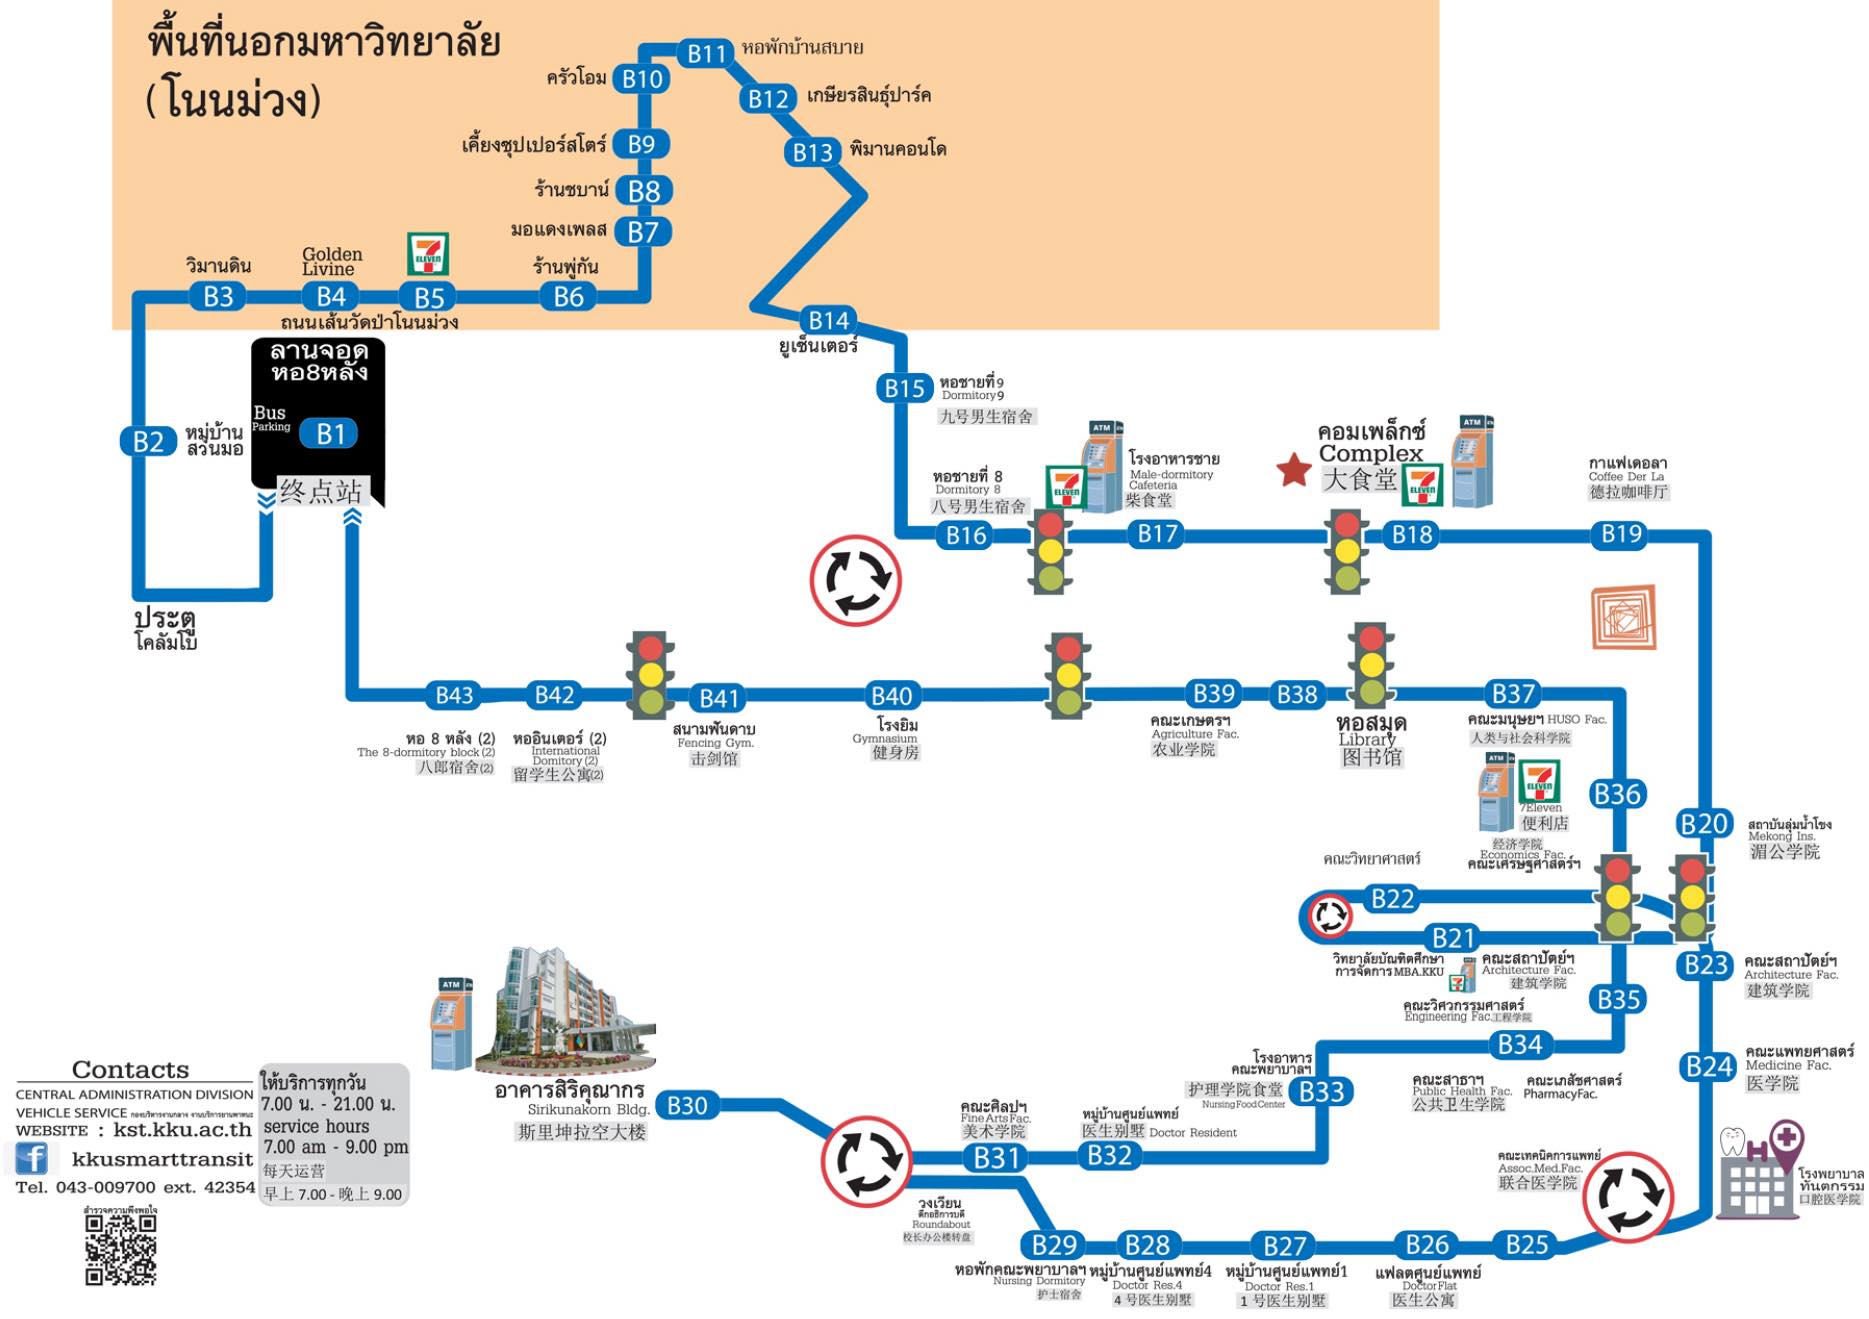 พื้นที่นอกมหาวิทยาลัย
(โนนม่วง)
B11 หอพักบ้านสบาย
ครัวโอม B10
B12 เกษียรสินธุ์ปาร์ค
เคี้ยงซุปเปอร์สโตร์ B9
B13 พิมานคอนโด
ร้านชบาน์ B8
มอแดงเพลส B7
วิมานดิน
B3
Golden
Livine
B4
7
ELEVEN
B5
ร้านพู่กัน
B6
ถนนเส้นวัดป่าโนนม่วง
B14
ยูเซ็นเตอร์
ลานจอด
หอ8หลัง
Bus
Parking
B1
终点站
B2
หมู่บ้าน
สวนมอ
ประตู
โคลัมโบ
B15
หอชายที่9
Dormitory9
九号男生宿舍
หอชายที่ 8
Dormitory 8
八号男生宿舍
B16
7
ELEVEN
ATM
โรงอาหารชาย
Male-dormitory
Cafeteria
柴食堂
B17
คอมเพล็กซ์
Complex
大食堂
7
ELEVEN
ATM
B18
กาแฟเดอลา
Coffee Der La
德拉咖啡厅
B19
B43
หอ 8 หลัง (2)
The 8-dormitory block(2)
八郎宿舍(2)
B42
หออินเตอร์ (2)
International
Domitory(2)
留学生公寓(2)
B41
สนามฟันดาบ
Fencing Gym.
击剑馆
B40
โรงยิม
Gymnasium
健身房
B39
คณะเกษตรฯ
Agriculture Fac.
农业学院
B38
หอสมุด
Library
图书馆
B37
คณะมนุษยฯ HUSO Fac.
人类与社会科学院
ATM
7
ELEVEN
7Eleven
便利店
经济学院
Economics Fac.
คณะเศรษฐศาสตร์ฯ
B36
B20
สถาบันลุ่มน้ำโขง
Mekong Ins.
湄公学院
คณะวิทยาศาสตร์
B22
B21
วิทยาลัยบัณฑิตศึกษา
การจัดการMBA.KKU
คณะสถาปัตย์ฯ
Architecture Fac.
建筑学院
7
คณะวิศวกรรมศาสตร์
Engineering Fac.工程学院
B23
คณะสถาปัตย์ฯ
Architecture Fac.
建筑学院
B35
B34
คณะสาธาฯ
Public Health Fac.
公共卫生学院
คณะเภสัชศาสตร์
PharmacyFac.
B24
คณะแพทยศาสตร์
Medicine Fac.
医学院
โรงอาหาร
คณะพยาบาลฯ
护理学院食堂
NursingFoodCenter
B33
ATM
อาคารสิริคุณากร
Sirikunakorn Bldg.
斯里坤拉空大楼
B30
คณะศิลปฯ
FineArtsFac.
美术学院
B31
หมู่บ้านศูนย์แพทย์
医生别墅 Doctor Resident
B32
วงเวียน
ตึกอธิการบดี
Roundabout
校长办公楼转盘
คณะเทคนิคการแพทย์
Assoc.Med.Fac.
联合医学院
H
โรงพยาบาล
ทันตกรรม
口腔医学院
B29
หอพักคณะพยาบาลฯ
Nursing Dormitory
护士宿舍
B28
หมู่บ้านศูนย์แพทย์4
Doctor Res.4
4 号医生别墅
B27
หมู่บ้านศูนย์แพทย์1
Doctor Res.1
1 号医生别墅
B26
แฟลตศูนย์แพทย์
DoctorFlat
医生公寓
B25
Contacts
CENTRAL ADMINISTRATION DIVISION
VEHICLE SERVICE กองบริหารงานกลาง งานบริการยานพาหนะ
WEBSITE : kst.kku.ac.th
f kkusmarttransit
Tel. 043-009700 ext. 42354
สำรวจความพึงพอใจ
ให้บริการทุกวัน
7.00 น. - 21.00 น.
service hours
7.00 am - 9.00 pm
每天运营
早上 7.00 - 晚上 9.00